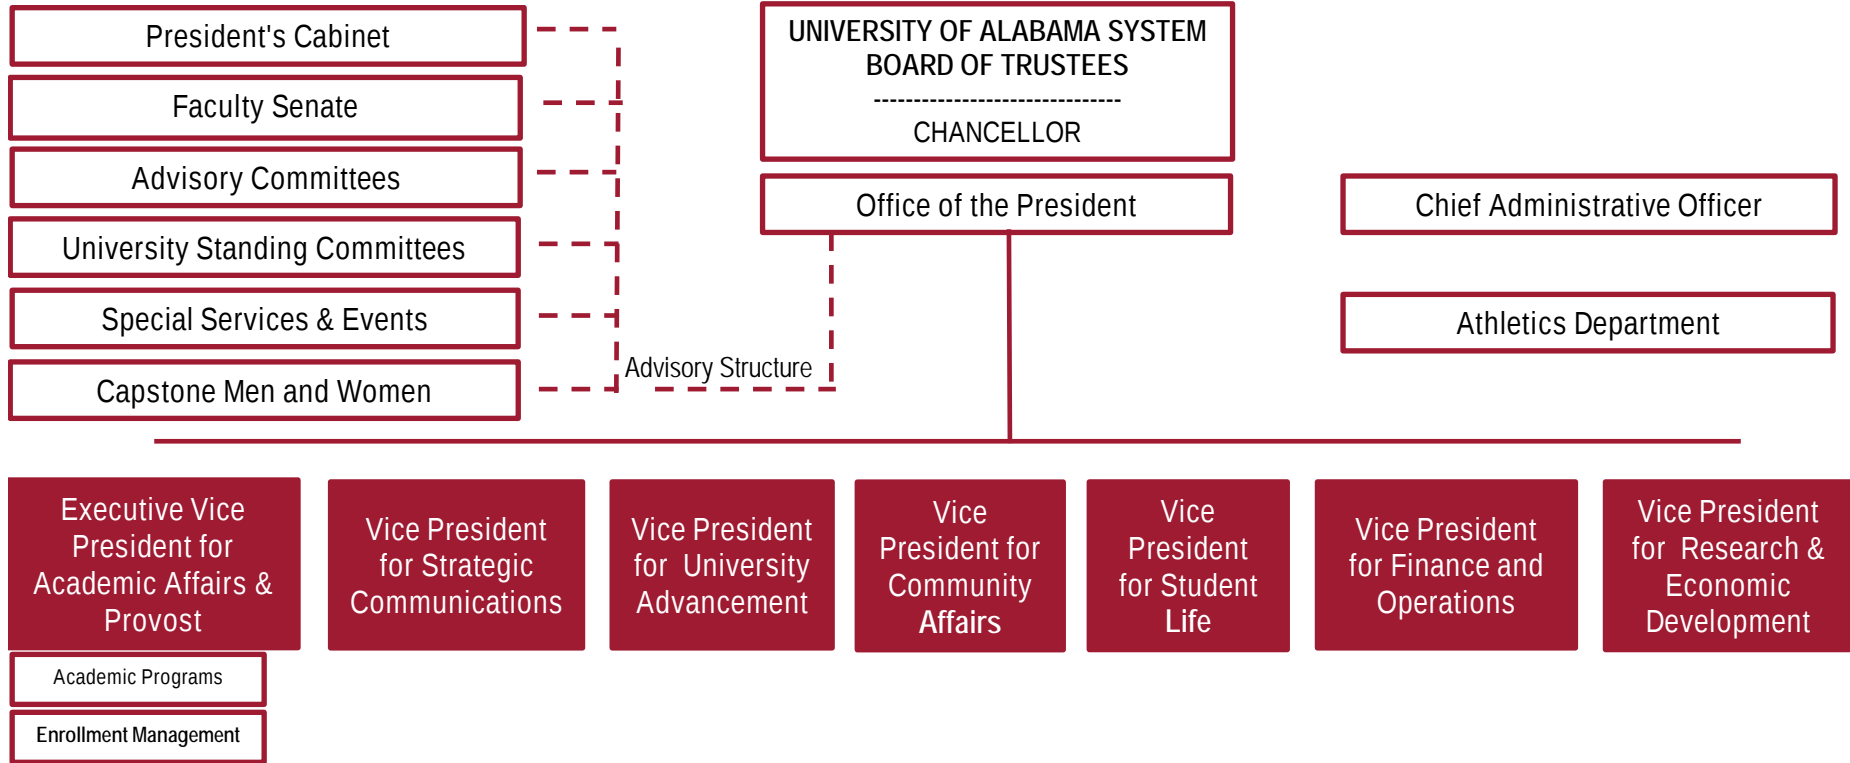 President's Cabinet
Faculty Senate
Advisory Committees
University Standing Committees
Special Services & Events
Capstone Men and Women
UNIVERSITY OF ALABAMA SYSTEM
BOARD OF TRUSTEES
-------------------------------
CHANCELLOR
Office of the President
Chief Administrative Officer
Athletics Department
Advisory Structure
Executive Vice
President for
Academic Affairs &
Provost
Vice President
for Strategic
Communications
Vice President
for University
Advancement
Vice
President for
Community
Affairs
Vice
President
for Student
Life
Vice President
for Finance and
Operations
Vice President
for Research &
Economic
Development
Academic Programs
Enrollment Management